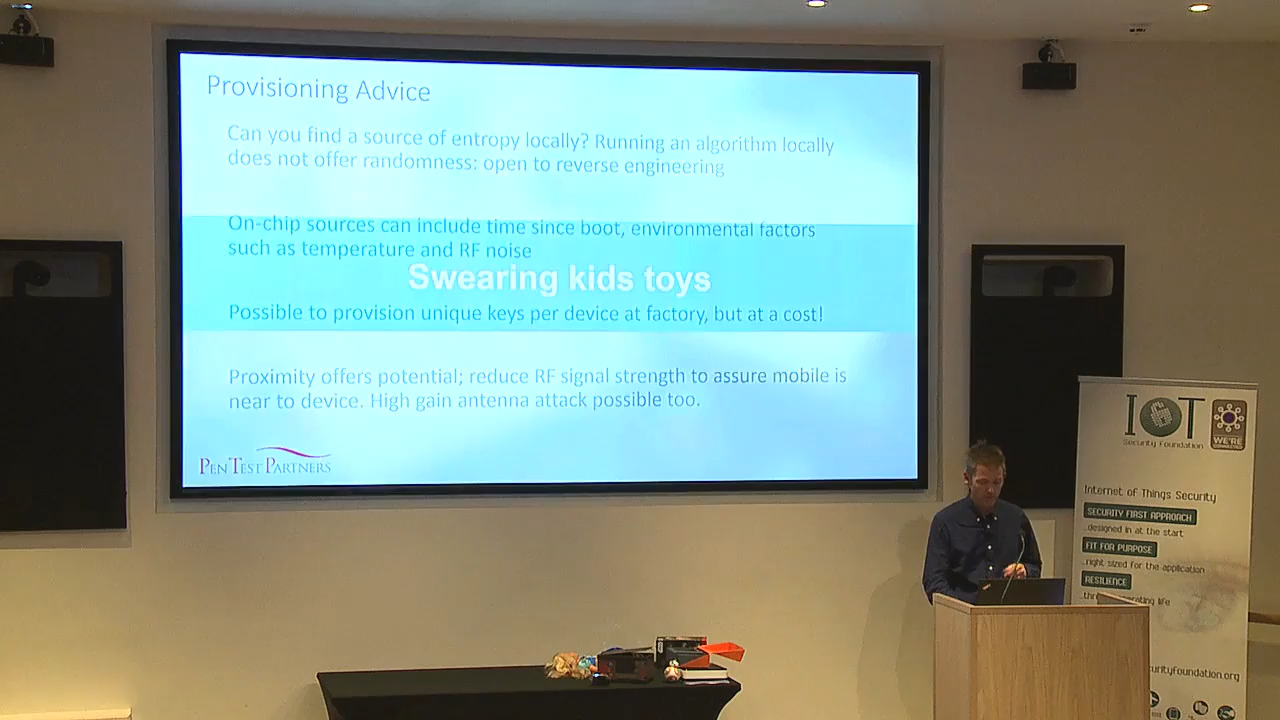 Provisioning Advice
Can you find a source of entropy locally? Running an algorithm locally
does not offer randomness: open to reverse engineering
On-chip sources can include time since boot, environmental factors
such as temperature and RF noise
Swearing kids toys
Possible to provision unique keys per device at factory, but at a cost!
Proximity offers potential; reduce RF signal strength to assure mobile is
near to device. High gain antenna attack possible too.
PEN TEST PARTNERS
IOT
Security Foundation
WE'RE
Internet of Things Security
SECURITY FIRST APPROACH
...designed in at the start
FIT FOR PURPOSE
...right sized for the application
RESILIENCE
life